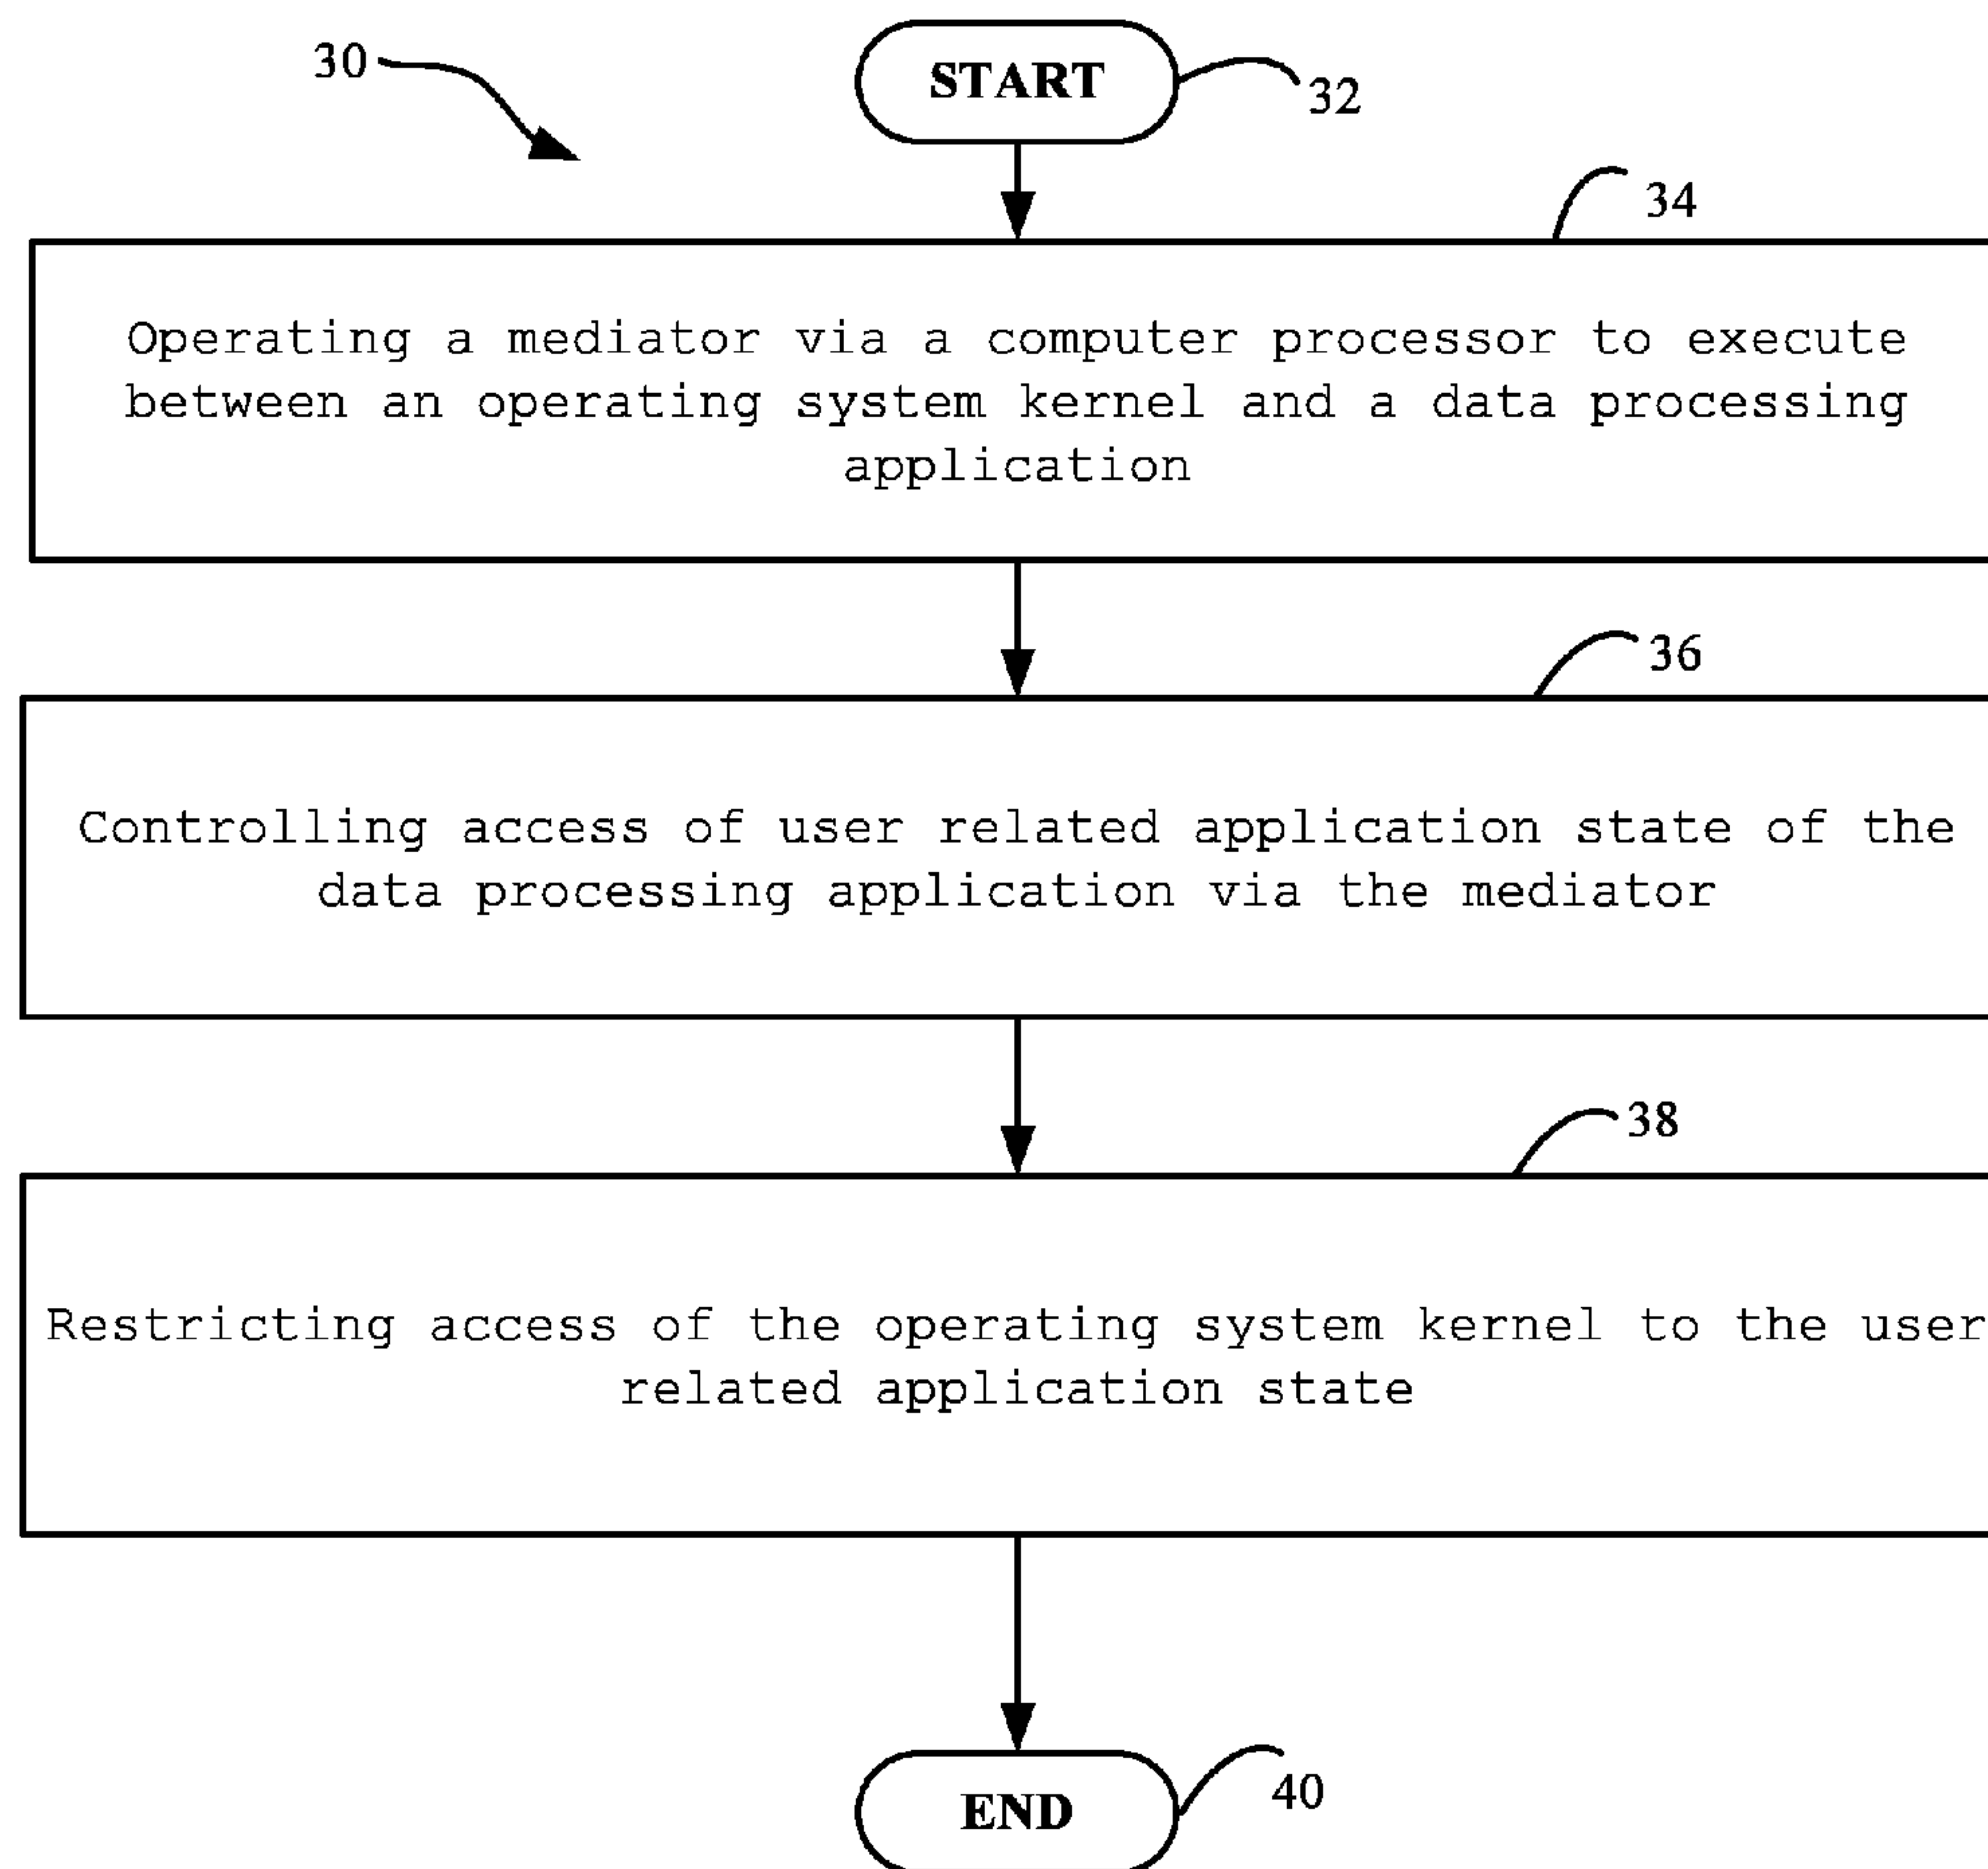 30
START
32
34
Operating a mediator via a computer processor to execute
between an operating system kernel and a data processing
application
36
Controlling access of user related application state of the
data processing application via the mediator
38
Restricting access of the operating system kernel to the user
related application state
END
40